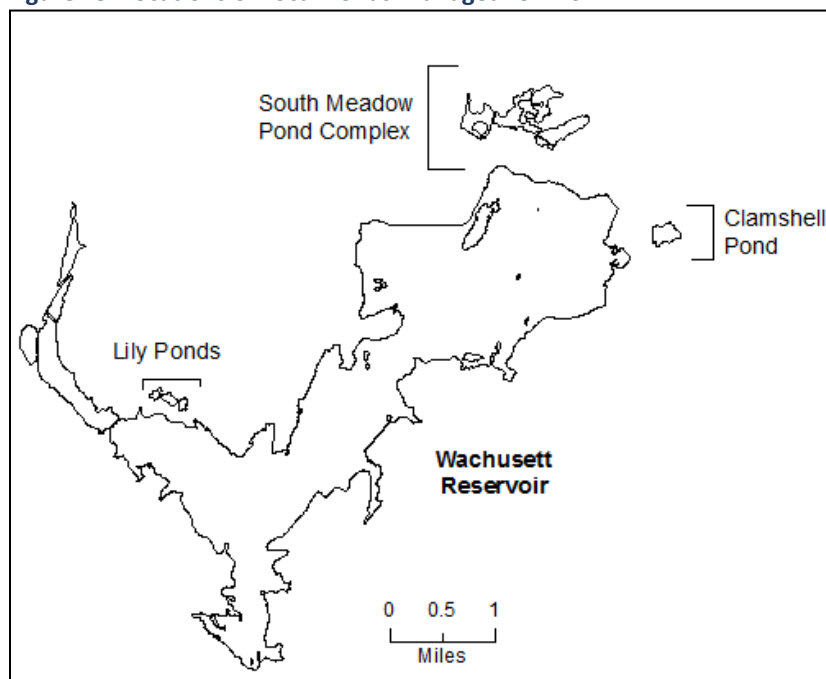 South Meadow
Pond Complex
Clamshell
Pond
Lily Ponds
Wachusett
Reservoir
0 0.5 1
Miles